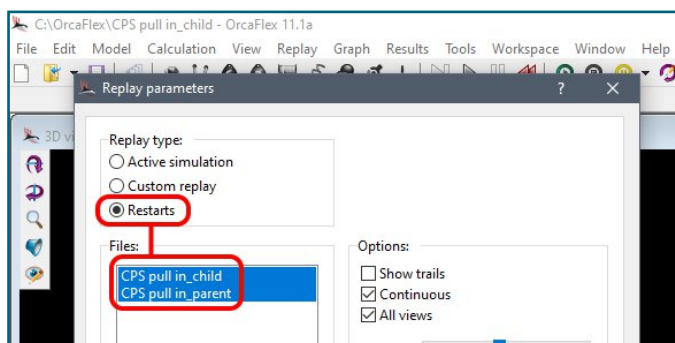 C:\OrcaFlex\CPS pull in_child - OrcaFlex 11.1a
File Edit Model Calculation View Replay Graph Results Tools Workspace Window Help
Replay parameters ? ×
3D vi
Replay type:
Active simulation
Custom replay
Restarts
Files: Options:
CPS pull in_child Show trails
CPS pull in_parent Continuous
All views